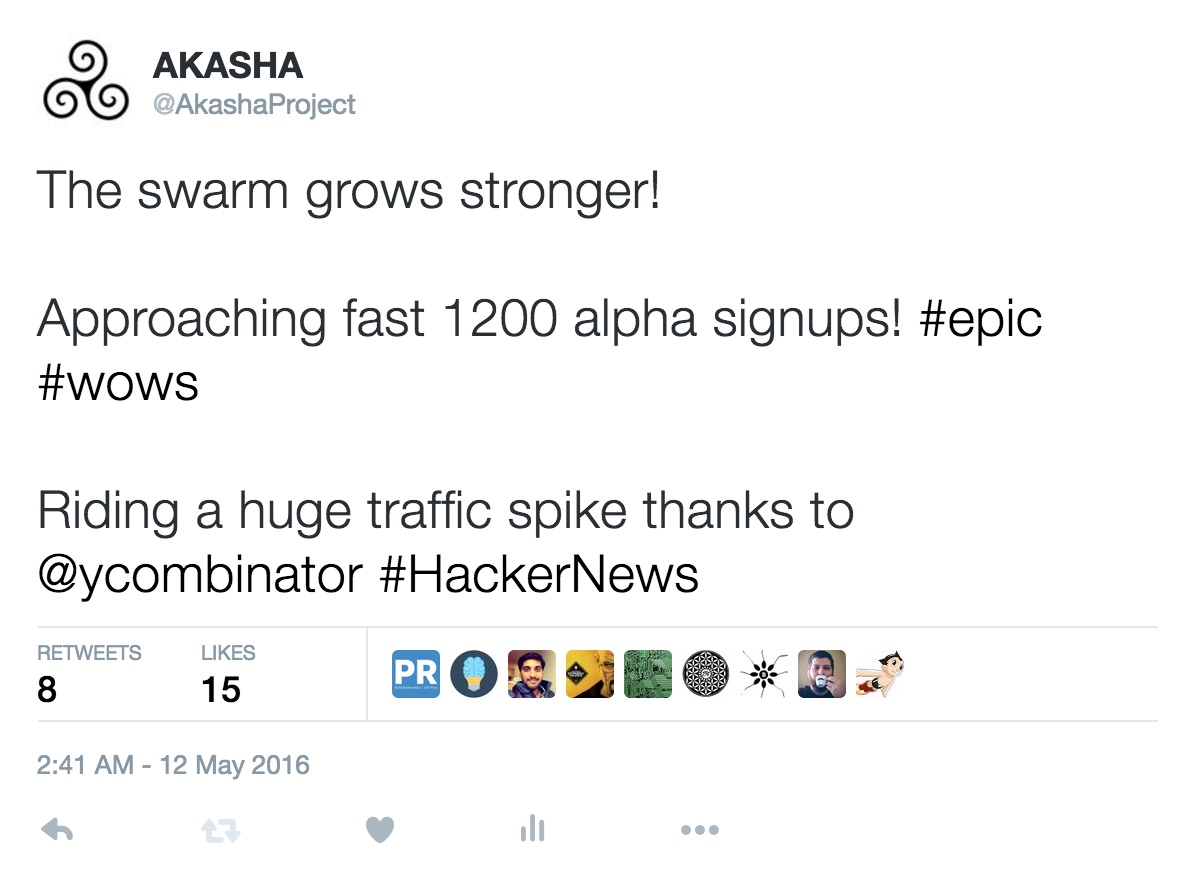 AKASHA
@AkashaProject
The swarm grows stronger!
Approaching fast 1200 alpha signups! #epic
#wows
Riding a huge traffic spike thanks to
@ycombinator #HackerNews
RETWEETS LIKES
8 15
PR
2:41 AM - 12 May 2016